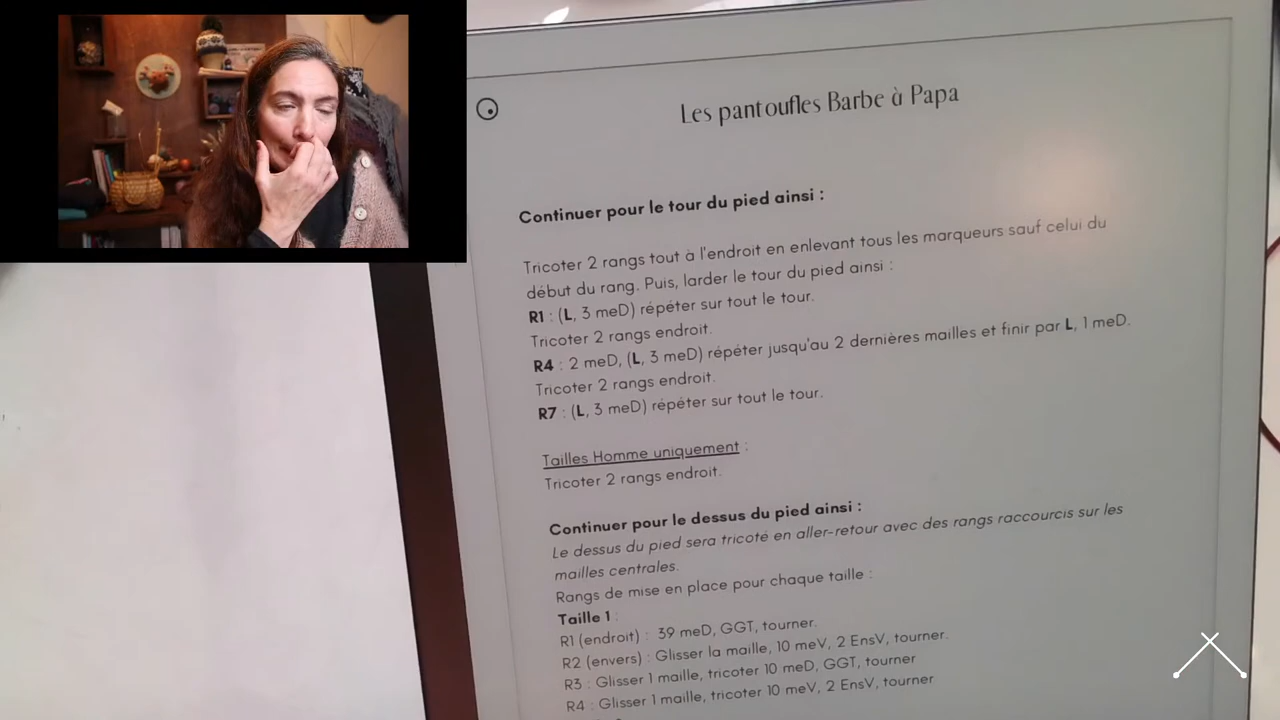 Les pantoufles Barbe à Papa
Continuer pour le tour du pied ainsi :
Tricoter 2 rangs tout à l'endroit en enlevant tous les marqueurs sauf celui du
début du rang. Puis, larder le tour du pied ainsi :
R1 : (L, 3 meD) répéter sur tout le tour.
Tricoter 2 rangs endroit.
R4 : 2 meD, (L, 3 meD) répéter jusqu'au 2 dernières mailles et finir par L, 1 meD.
Tricoter 2 rangs endroit.
R7 : (L, 3 meD) répéter sur tout le tour.
Tailles Homme uniquement :
Tricoter 2 rangs endroit.
Continuer pour le dessus du pied ainsi :
Le dessus du pied sera tricoté en aller-retour avec des rangs raccourcis sur les
mailles centrales.
Rangs de mise en place pour chaque taille :
Taille 1 :
R1 (endroit) : 39 meD, GGT, tourner.
R2 (envers) : Glisser la maille, 10 meV, 2 EnsV, tourner.
R3 : Glisser 1 maille, tricoter 10 meD, GGT, tourner
R4 : Glisser 1 maille, tricoter 10 meV, 2 EnsV, tourner